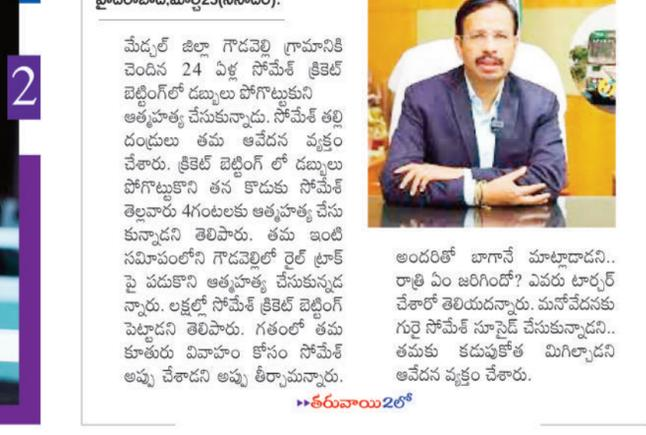 2
మేడ్చల్ జిల్లా గౌడవెల్లి గ్రామానికి
చెందిన 24 ఏళ్ల సోమేశ్ క్రికెట్
బెట్టింగ్‌లో డబ్బులు పోగొట్టుకుని
ఆత్మహత్య చేసుకున్నాడు. సోమేశ్ తల్లి
దండ్రులు తమ ఆవేదన వ్యక్తం
చేశారు. క్రికెట్ బెట్టింగ్ లో డబ్బులు
పోగొట్టుకొని తన కొడుకు సోమేశ్
తెల్లవారు 4గంటలకు ఆత్మహత్య చేసు
కున్నాడని తెలిపారు. తమ ఇంటి
సమీపంలోని గౌడవెల్లిలో రైల్ ట్రాక్
పై పడుకొని ఆత్మహత్య చేసుకున్నడ
న్నారు. లక్షల్లో సోమేశ్ క్రికెట్ బెట్టింగ్
పెట్టాడని తెలిపారు. గతంలో తమ
కూతురు వివాహం కోసం సోమేశ్
అప్పు చేశాడని అప్పు తీర్చామన్నారు.
అందరితో బాగానే మాట్లాడాడని..
రాత్రి ఏం జరిగిందో? ఎవరు టార్చర్
చేశారో తెలియదన్నారు. మనోవేదనకు
గురై సోమేశ్ సూసైడ్ చేసుకున్నాడని..
తమకు కడుపుకోత మిగిల్చాడని
ఆవేదన వ్యక్తం చేశారు.
▸▸తరువాయి2లో